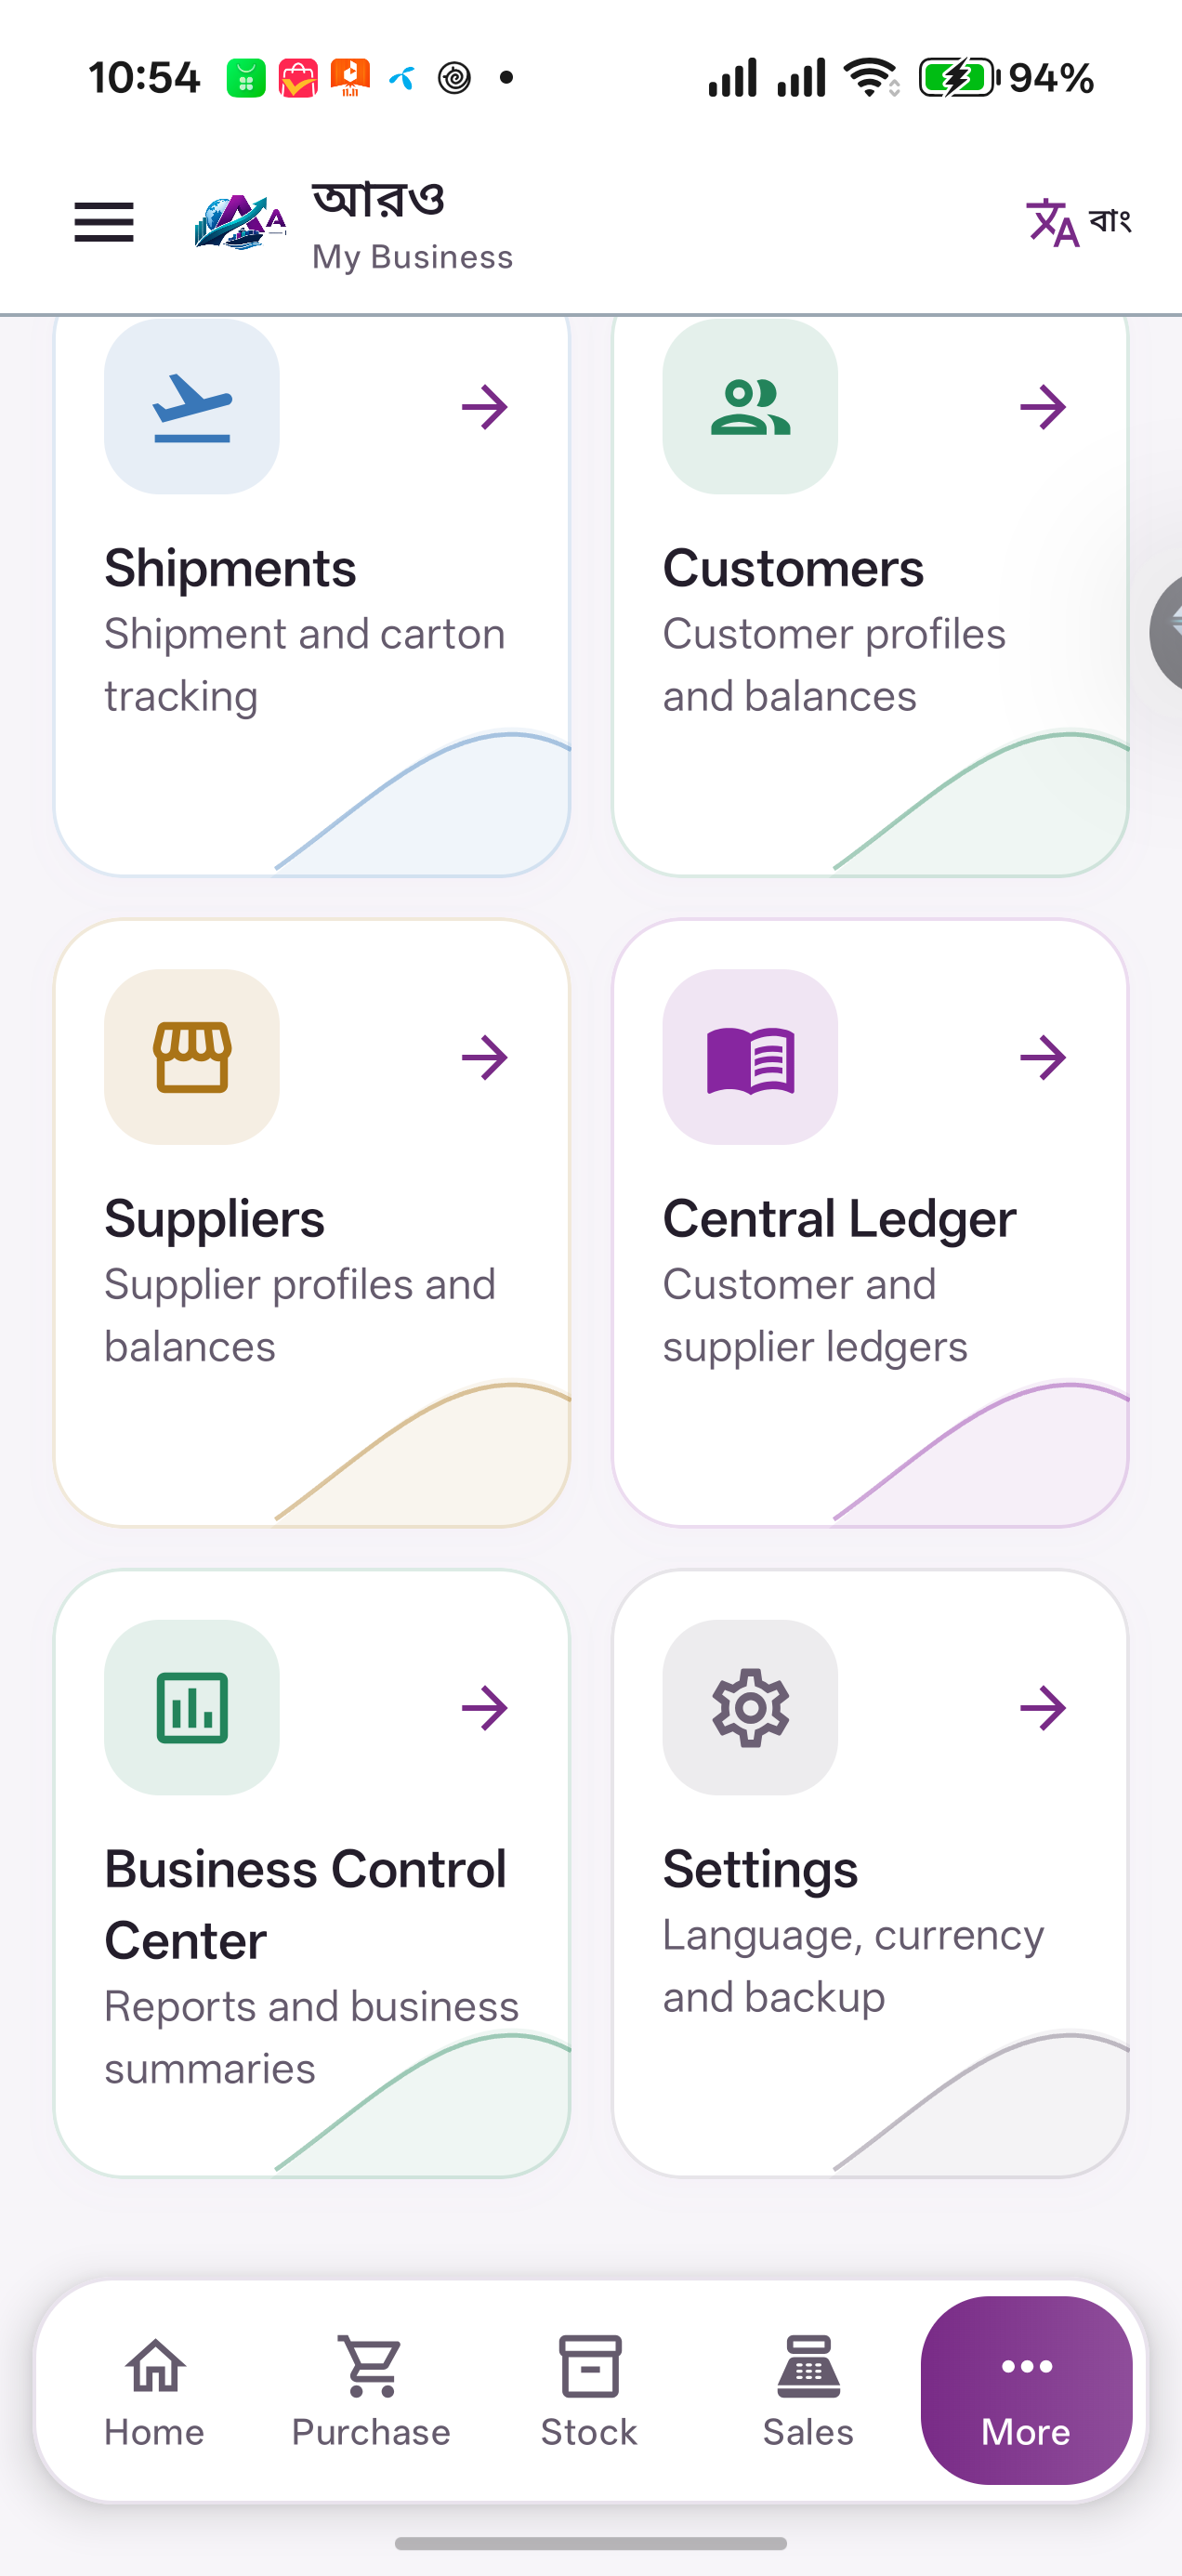 10:54
94%
আরও
My Business
বাং
Shipments
Shipment and carton
tracking
Customers
Customer profiles
and balances
Suppliers
Supplier profiles and
balances
Central Ledger
Customer and
supplier ledgers
Business Control
Center
Reports and business
summaries
Settings
Language, currency
and backup
Home
Purchase
Stock
Sales
More